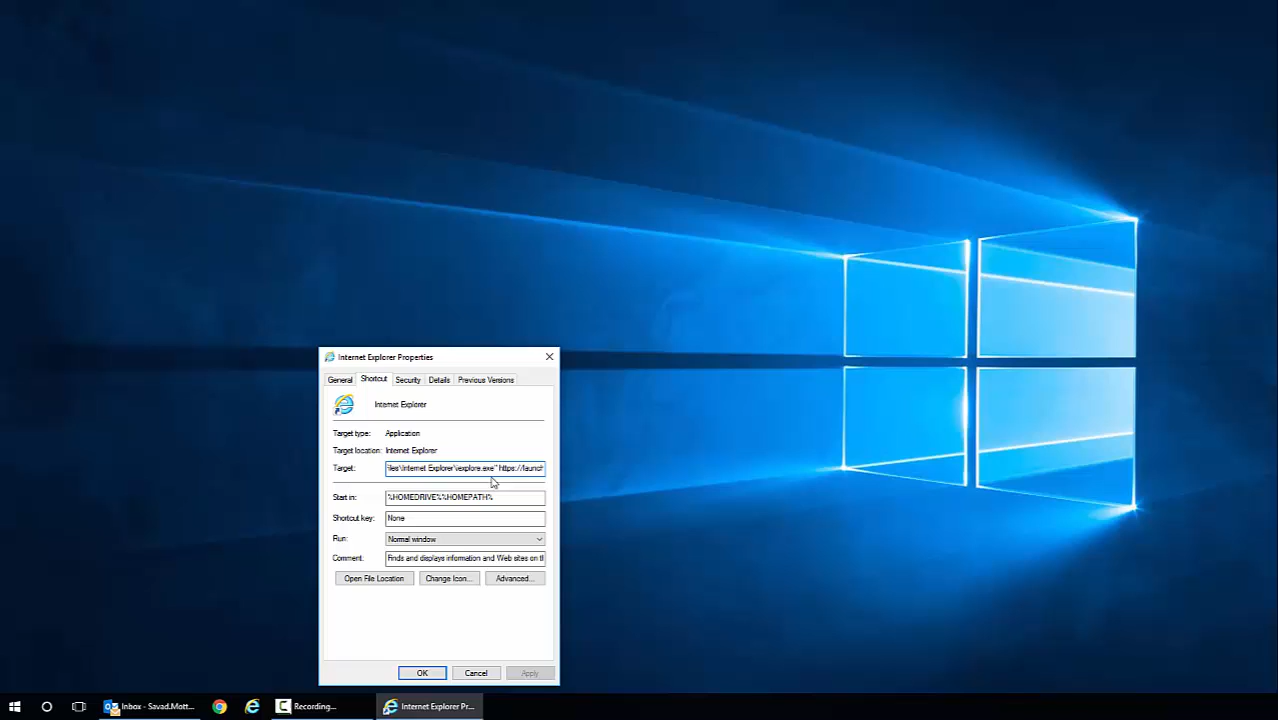 Internet Explorer Properties
General Shortcut Security Details Previous Versions
Internet Explorer
Target type: Application
Target location: Internet Explorer
Target: iles\Internet Explorer\iexplore.exe" https://launch
Start in: %HOMEDRIVE%%HOMEPATH%
Shortcut key: None
Run: Normal window
Comment: Finds and displays information and Web sites on th
Open File Location Change Icon... Advanced...
OK Cancel Apply
Inbox - Savad.Mott... Recording... Internet Explorer Pr...